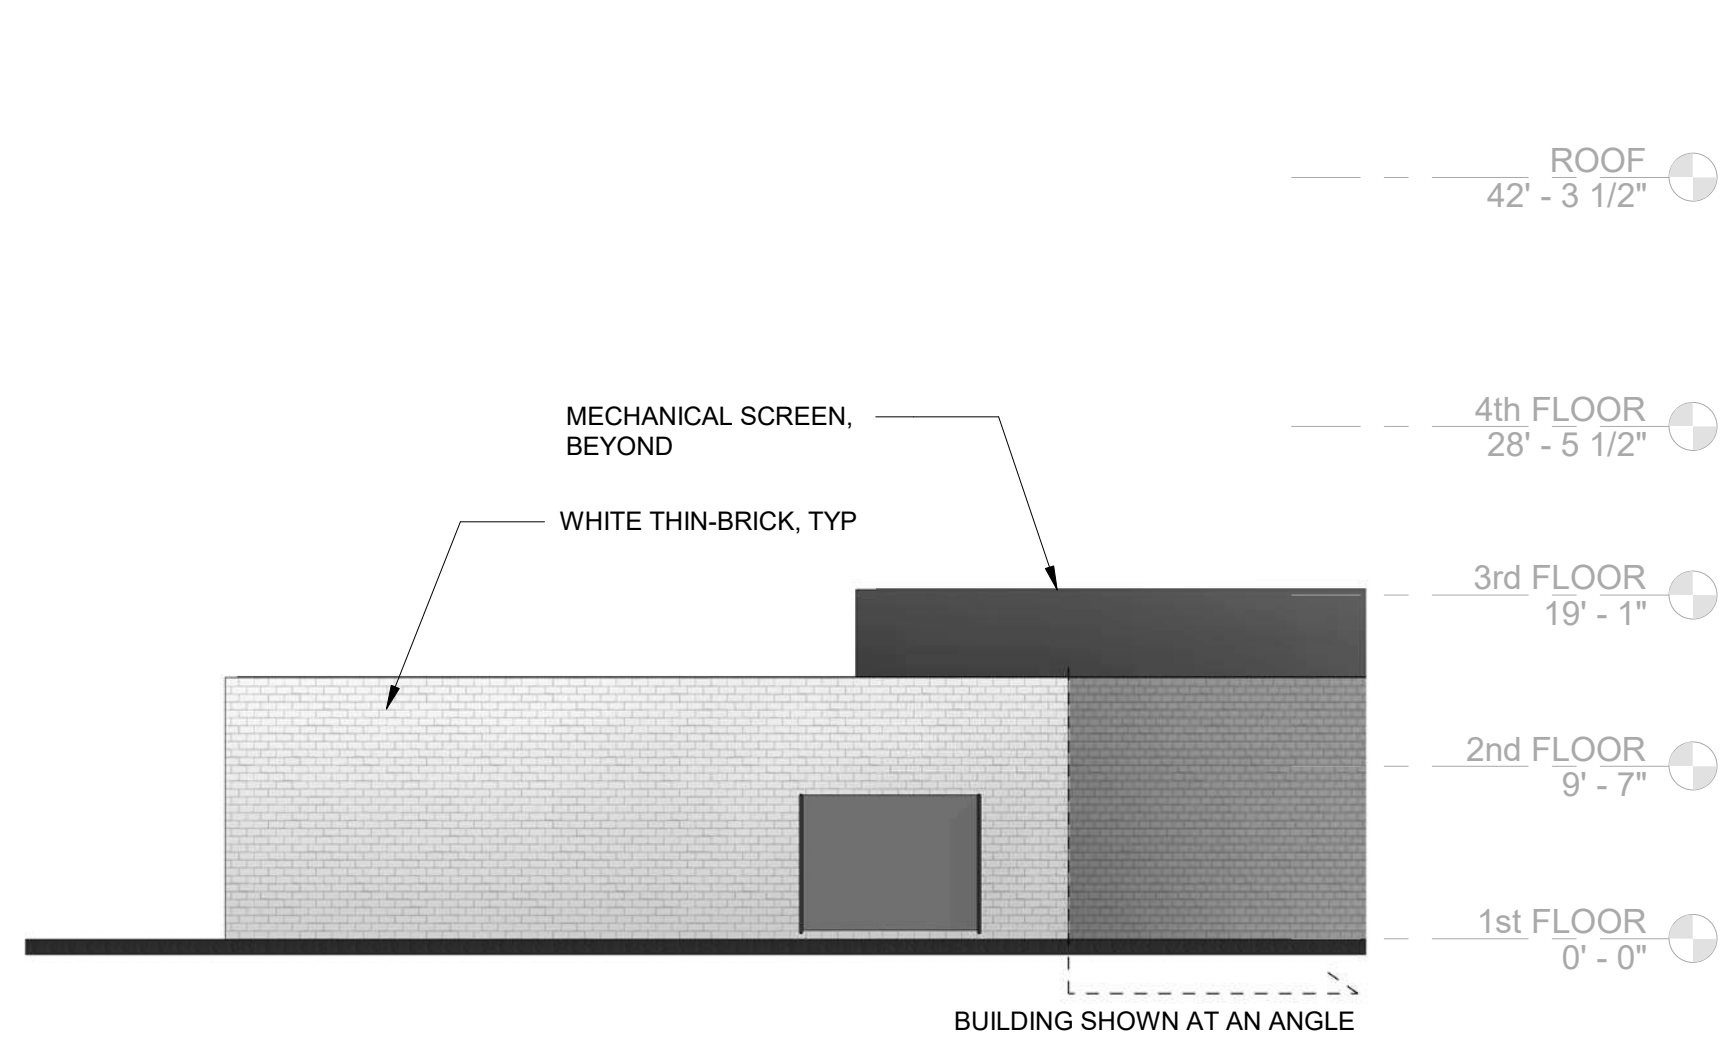 ROOF
42' - 3 1/2"
4th FLOOR
28' - 5 1/2"
MECHANICAL SCREEN,
BEYOND
WHITE THIN-BRICK, TYP
3rd FLOOR
19' - 1"
2nd FLOOR
9' - 7"
1st FLOOR
0' - 0"
BUILDING SHOWN AT AN ANGLE